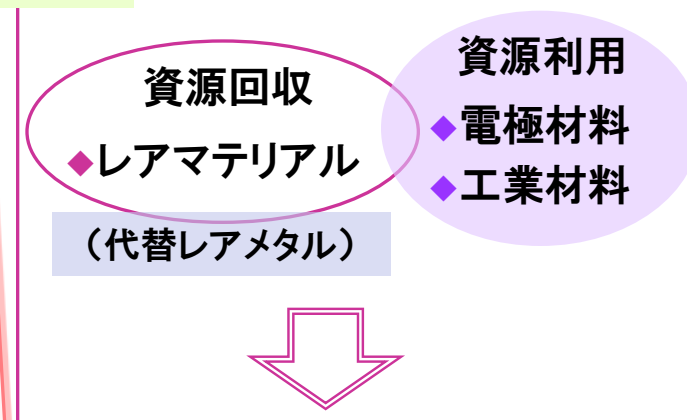 資源回収
◆レアマテリアル
（代替レアメタル）
資源利用
◆電極材料
◆工業材料